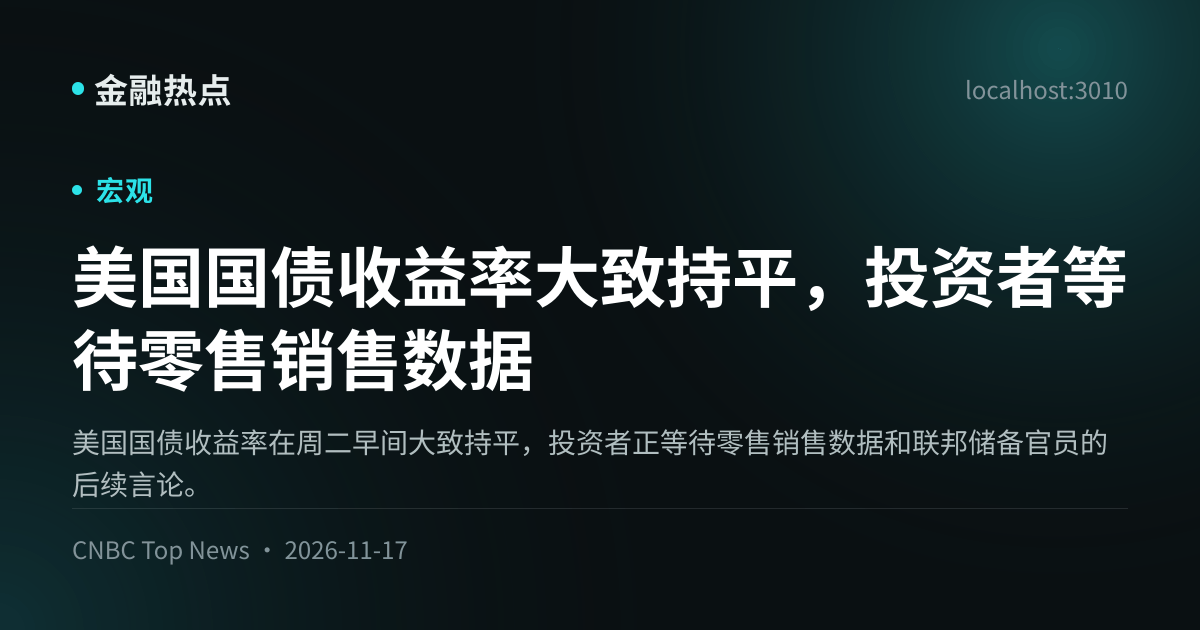 金融热点
localhost:3010
宏观
美国国债收益率大致持平，投资者等
待零售销售数据
美国国债收益率在周二早间大致持平，投资者正等待零售销售数据和联邦储备官员的
后续言论。
CNBC Top News · 2026-11-17